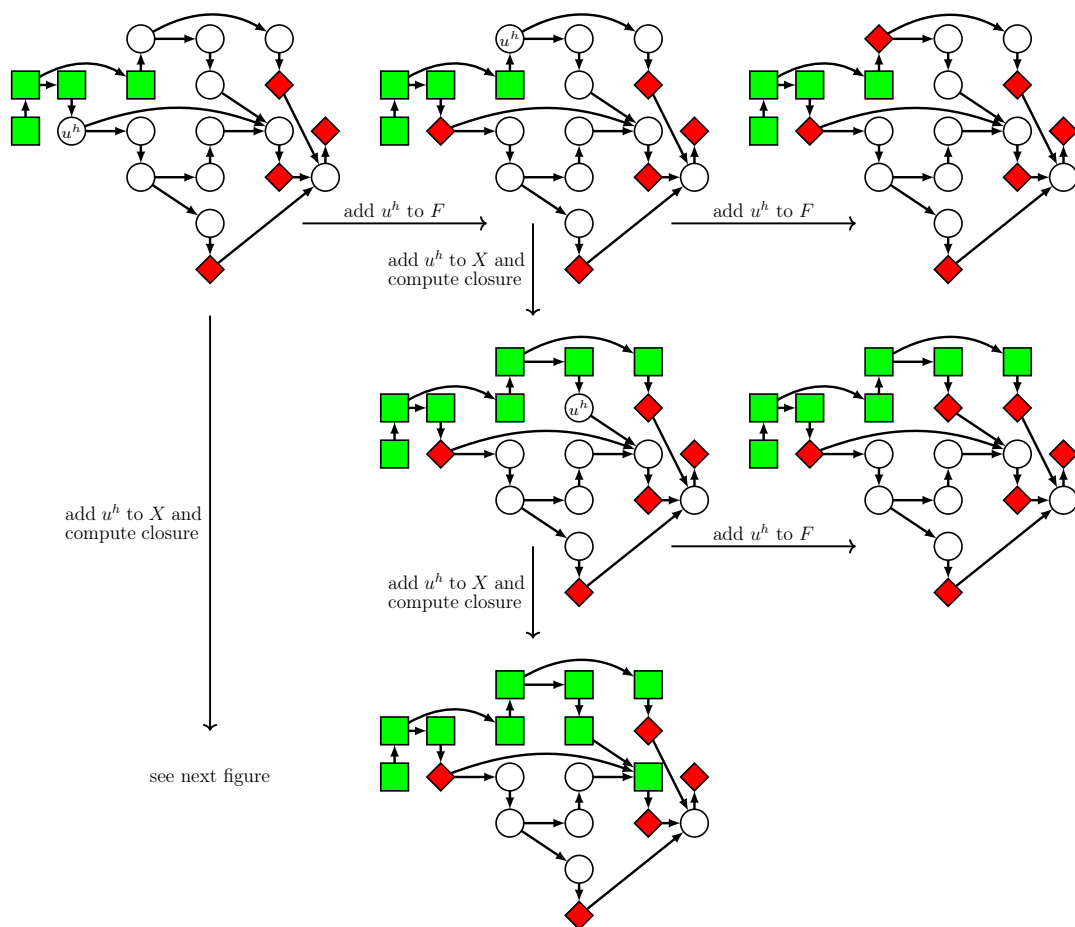 u^h
u^h
add u^h to F
add u^h to F
add u^h to X and
compute closure
u^h
add u^h to X and
compute closure
add u^h to F
add u^h to X and
compute closure
see next figure